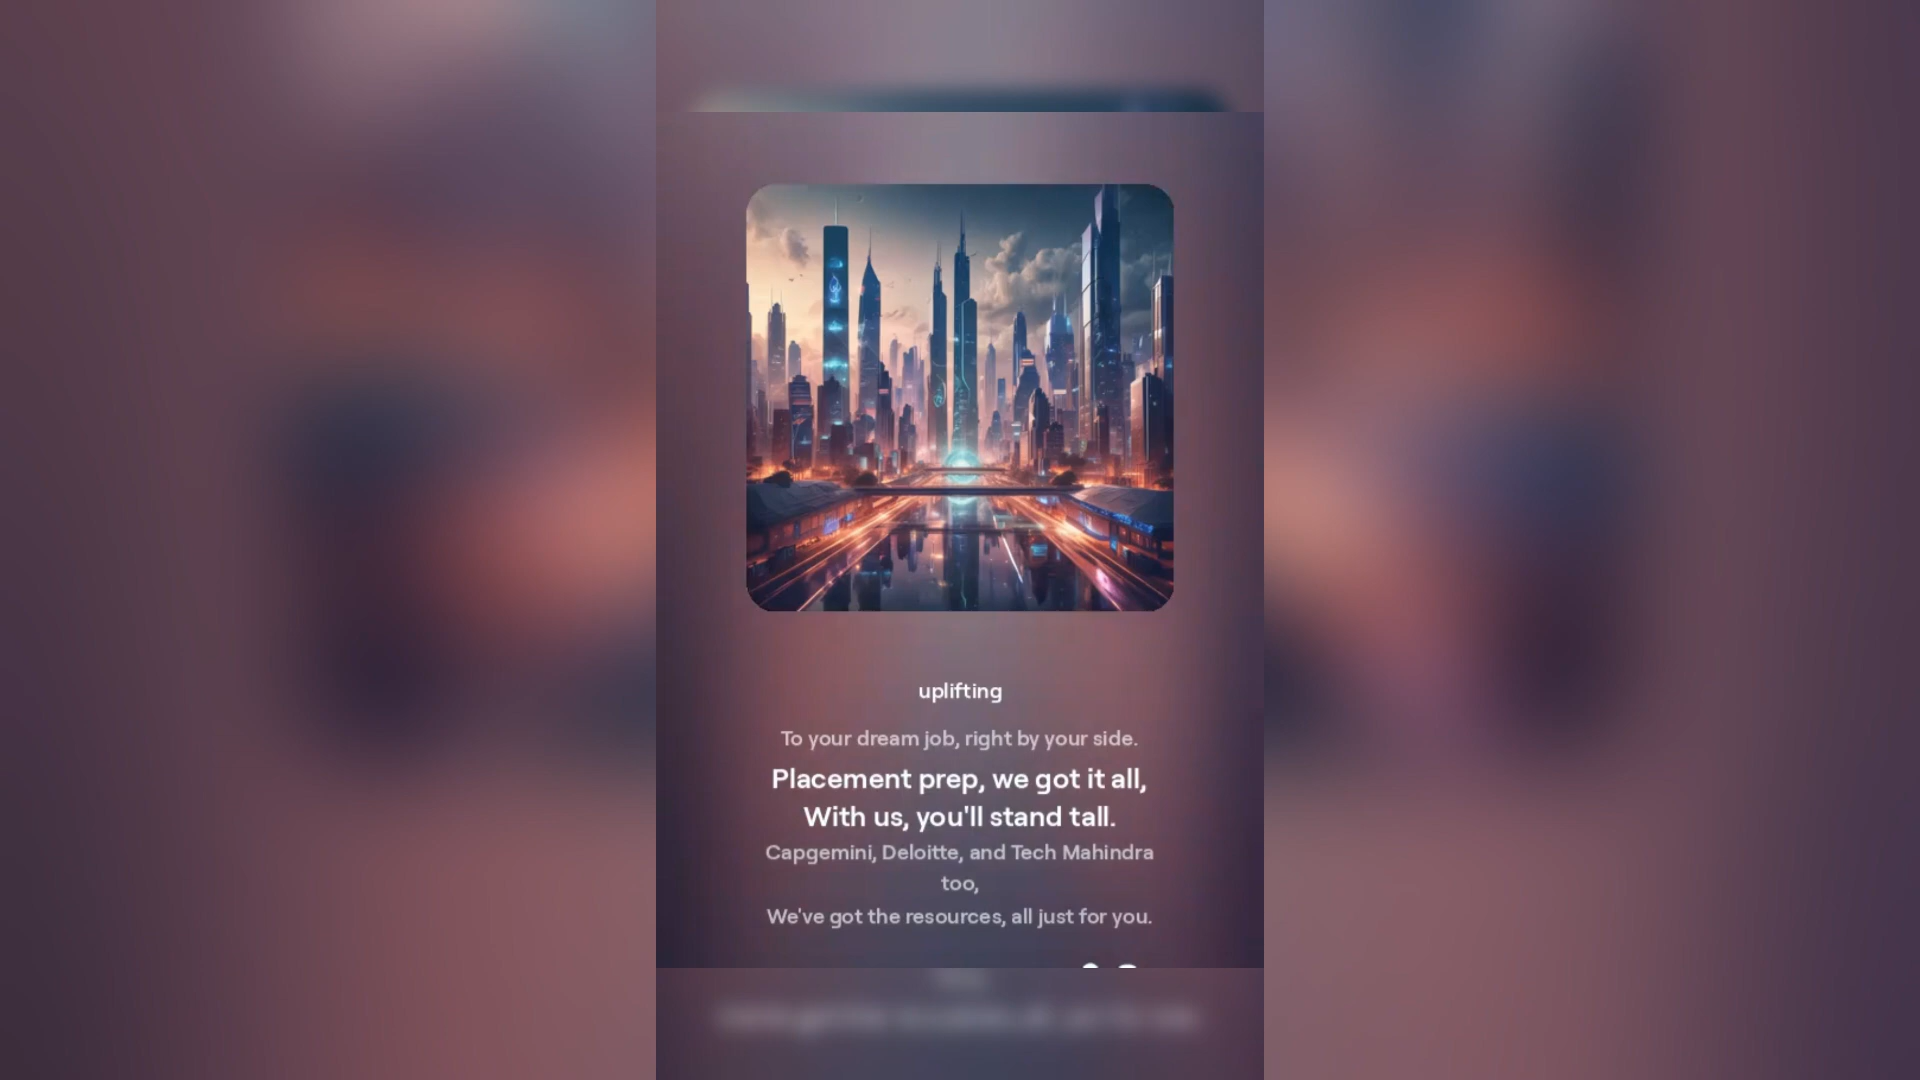 uplifting
To your dream job, right by your side.
Placement prep, we got it all,
With us, you'll stand tall.
Capgemini, Deloitte, and Tech Mahindra
too,
We've got the resources, all just for you.